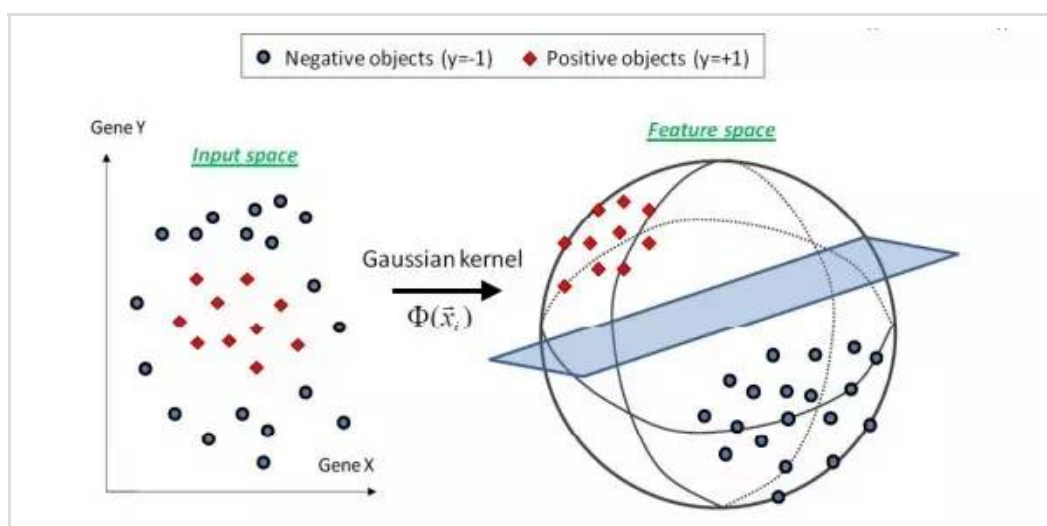 Negative objects (y=-1) Positive objects (y=+1)
Gene Y
Input space
Feature space
Gaussian kernel
Φ(x⃗ᵢ)
Gene X